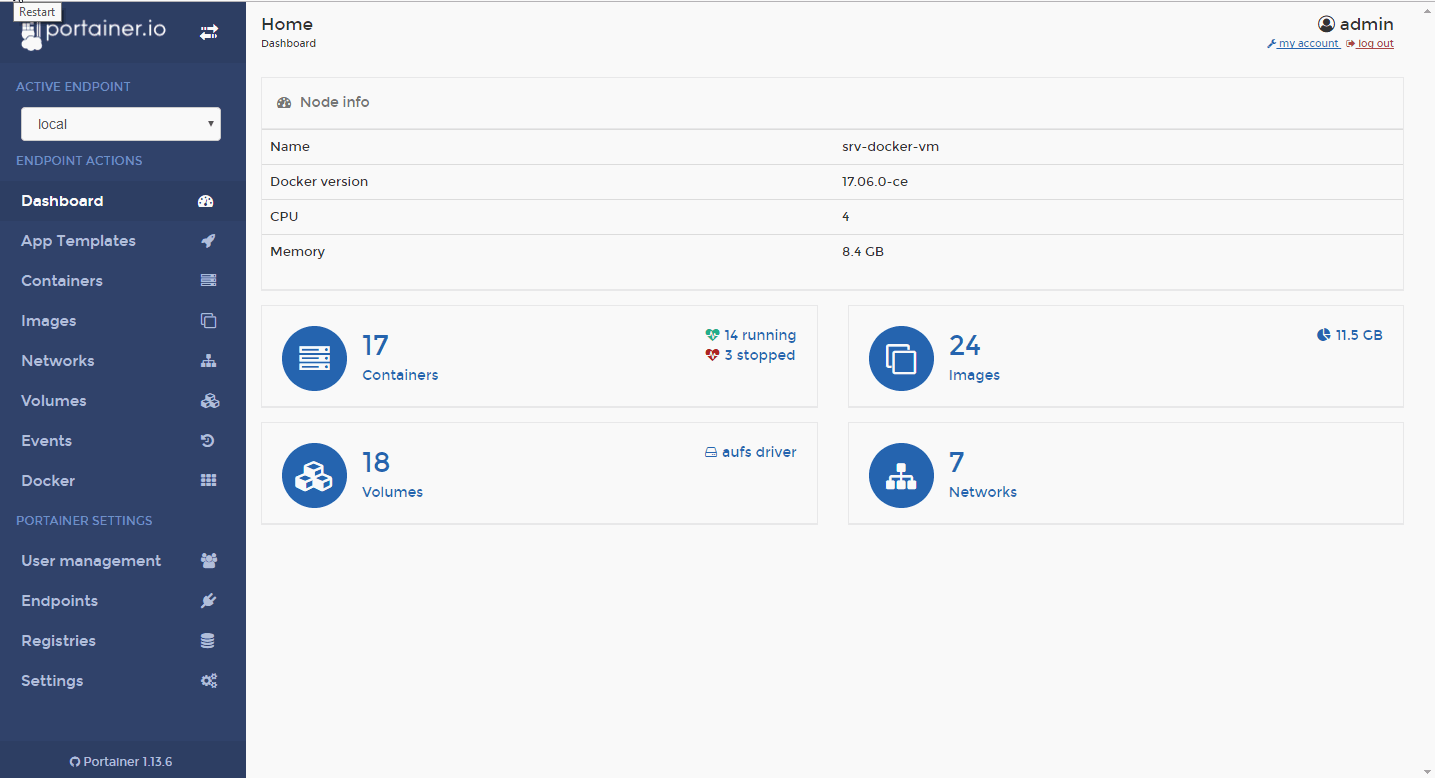 Restart
portainer.io
ACTIVE ENDPOINT
local
ENDPOINT ACTIONS
Dashboard
App Templates
Containers
Images
Networks
Volumes
Events
Docker
PORTAINER SETTINGS
User management
Endpoints
Registries
Settings
Portainer 1.13.6
Home
Dashboard
admin
my account log out
Node info
Name srv-docker-vm
Docker version 17.06.0-ce
CPU 4
Memory 8.4 GB
17
Containers
14 running
3 stopped
24
Images
11.5 GB
18
Volumes
aufs driver
7
Networks